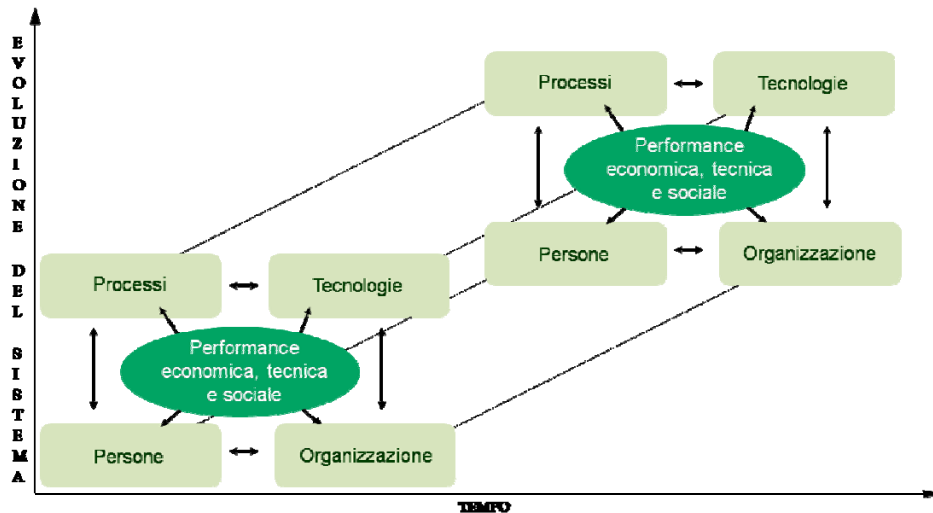 EVOLUZIONE DEL SISTEMA
Processi
Tecnologie
Performance
economica, tecnica
e sociale
Persone
Organizzazione
Processi
Tecnologie
Performance
economica, tecnica
e sociale
Persone
Organizzazione
TEMPO